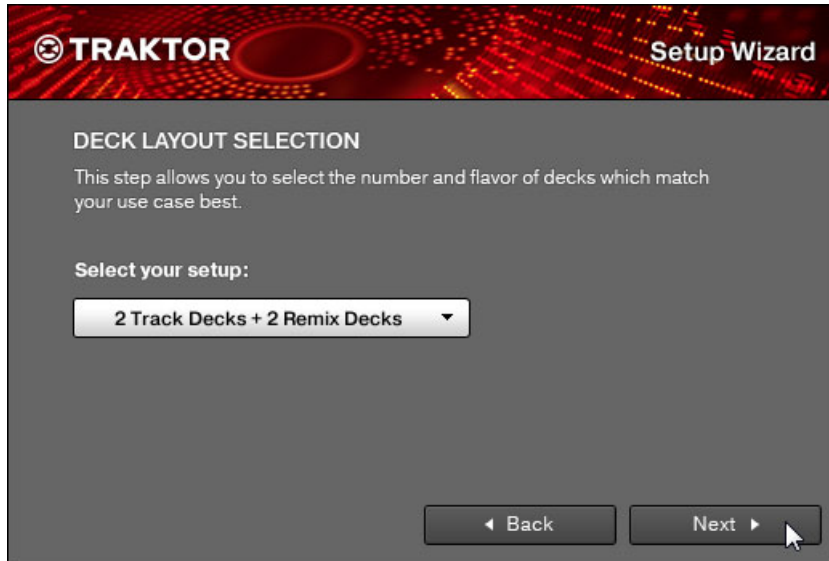 TRAKTOR
Setup Wizard
DECK LAYOUT SELECTION
This step allows you to select the number and flavor of decks which match
your use case best.
Select your setup:
2 Track Decks + 2 Remix Decks
Back
Next